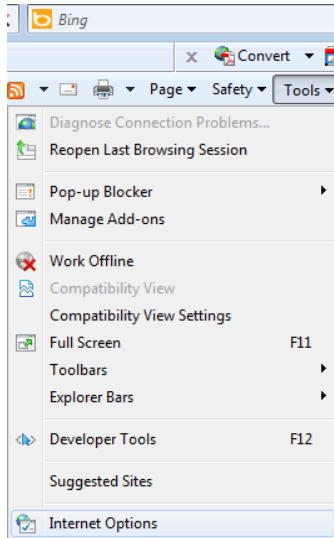 Bing
x Convert
Page Safety Tools
Diagnose Connection Problems...
Reopen Last Browsing Session
Pop-up Blocker
Manage Add-ons
Work Offline
Compatibility View
Compatibility View Settings
Full Screen F11
Toolbars
Explorer Bars
Developer Tools F12
Suggested Sites
Internet Options